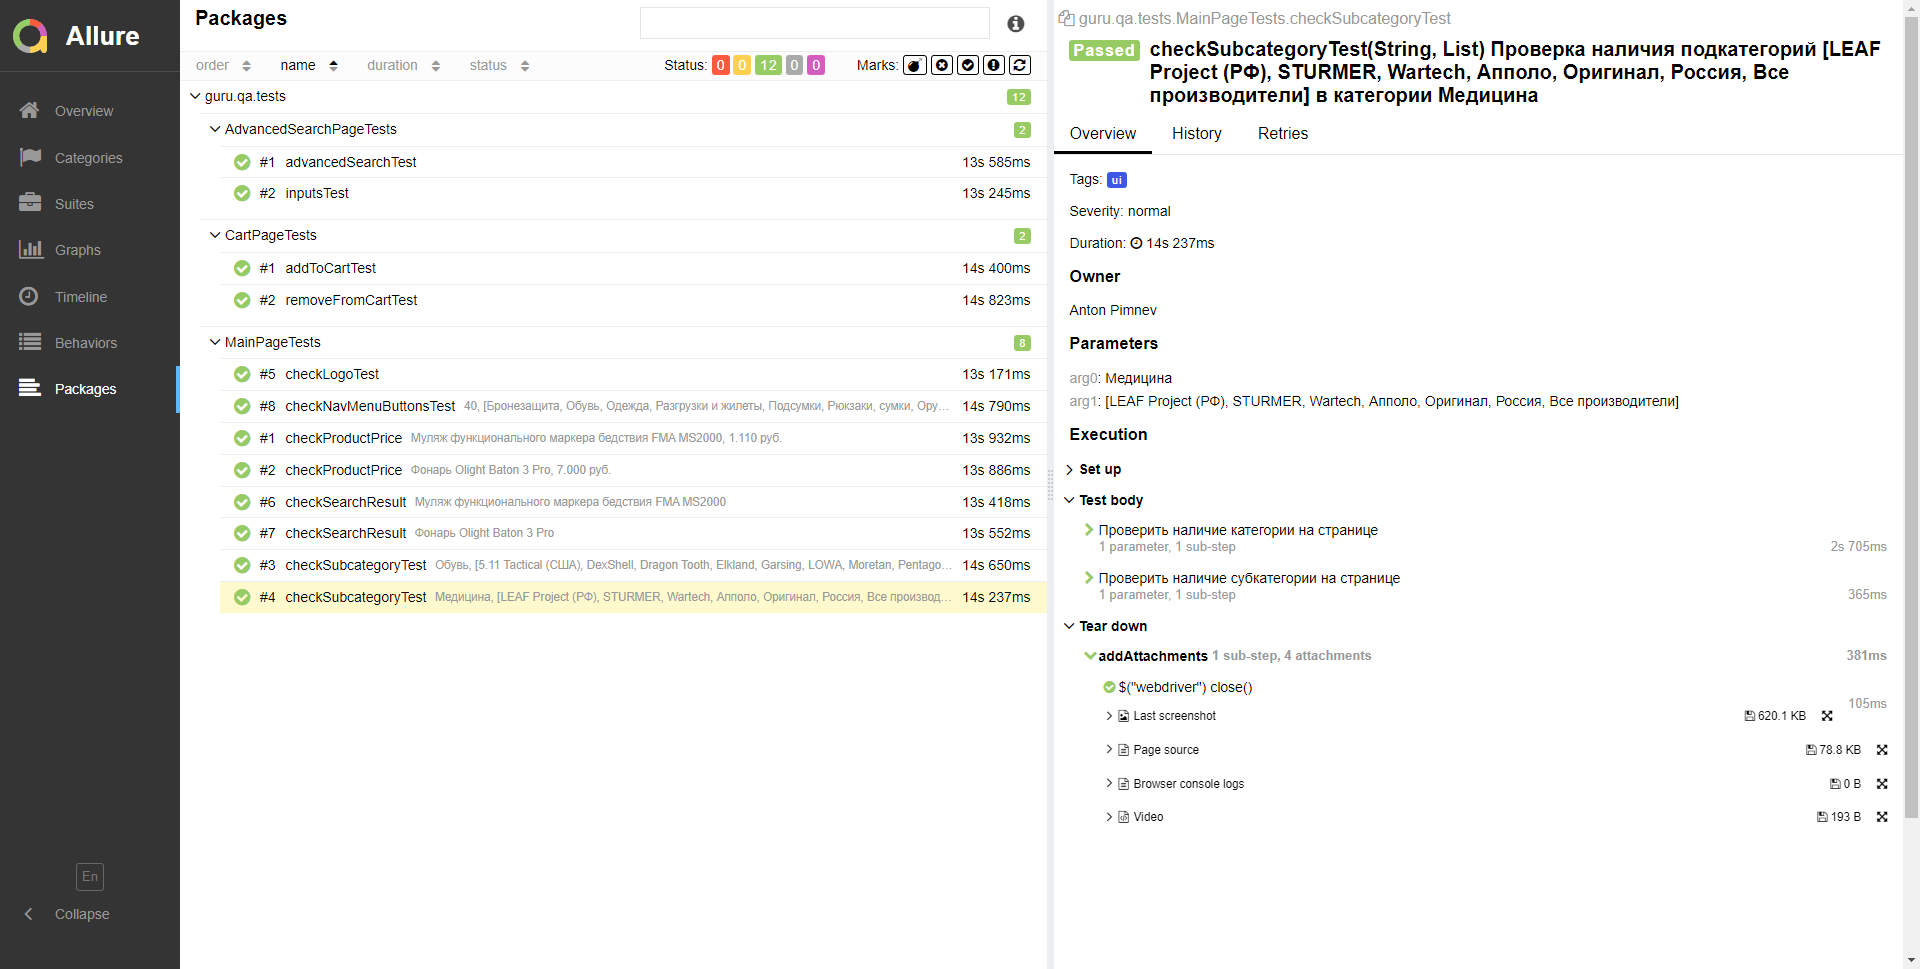 Allure
Overview
Categories
Suites
Graphs
Timeline
Behaviors
Packages
En
Collapse
Packages
order name duration status Status: 0 0 12 0 0 Marks:
guru.qa.tests 12
AdvancedSearchPageTests 2
#1 advancedSearchTest 13s 585ms
#2 inputsTest 13s 245ms
CartPageTests 2
#1 addToCartTest 14s 400ms
#2 removeFromCartTest 14s 823ms
MainPageTests 8
#5 checkLogoTest 13s 171ms
#8 checkNavMenuButtonsTest 40, [Бронезащита, Обувь, Одежда, Разгрузки и жилеты, Подсумки, Рюкзаки, сумки, Ору... 14s 790ms
#1 checkProductPrice Муляж функционального маркера бедствия FMA MS2000, 1.110 руб. 13s 932ms
#2 checkProductPrice Фонарь Olight Baton 3 Pro, 7.000 руб. 13s 886ms
#6 checkSearchResult Муляж функционального маркера бедствия FMA MS2000 13s 418ms
#7 checkSearchResult Фонарь Olight Baton 3 Pro 13s 552ms
#3 checkSubcategoryTest Обувь, [5.11 Tactical (США), DexShell, Dragon Tooth, Elkland, Garsing, LOWA, Moretan, Pentago... 14s 650ms
#4 checkSubcategoryTest Медицина, [LEAF Project (РФ), STURMER, Wartech, Апполо, Оригинал, Россия, Все производ... 14s 237ms
guru.qa.tests.MainPageTests.checkSubcategoryTest
Passed checkSubcategoryTest(String, List) Проверка наличия подкатегорий [LEAF
Project (РФ), STURMER, Wartech, Апполо, Оригинал, Россия, Все
производители] в категории Медицина
Overview History Retries
Tags: ui
Severity: normal
Duration: 14s 237ms
Owner
Anton Pimnev
Parameters
arg0: Медицина
arg1: [LEAF Project (РФ), STURMER, Wartech, Апполо, Оригинал, Россия, Все производители]
Execution
Set up
Test body
Проверить наличие категории на странице
1 parameter, 1 sub-step 2s 705ms
Проверить наличие субкатегории на странице
1 parameter, 1 sub-step 365ms
Tear down
addAttachments 1 sub-step, 4 attachments 381ms
$("webdriver") close()
105ms
Last screenshot 620.1 KB
Page source 78.8 KB
Browser console logs 0 B
Video 193 B